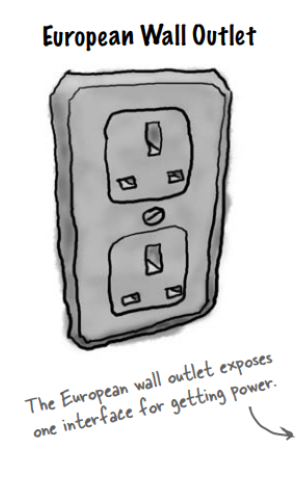 European Wall Outlet
The European wall outlet exposes
one interface for getting power.